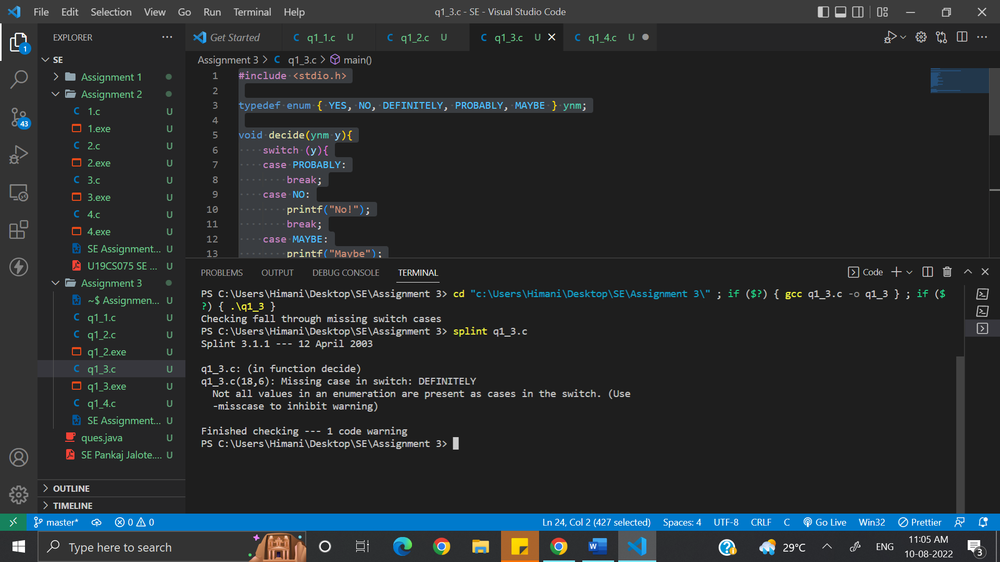 File Edit Selection View Go Run Terminal Help
q1_3.c - SE - Visual Studio Code
EXPLORER
SE
Assignment 1
Assignment 2
1.c U
1.exe U
2.c U
2.exe U
3.c U
3.exe U
4.c U
4.exe U
SE Assignment... U
U19CS075 SE ... U
Assignment 3
~$ Assignmen... U
q1_1.c U
q1_2.c U
q1_2.exe U
q1_3.c U
q1_3.exe U
q1_4.c U
SE Assignment... U
ques.java U
SE Pankaj Jalote.... U
OUTLINE
TIMELINE
1
43
Get Started
C q1_1.c U
C q1_2.c U
C q1_3.c U
C q1_4.c U
Assignment 3 > C q1_3.c > main()
1 #include <stdio.h>
2
3 typedef enum { YES, NO, DEFINITELY, PROBABLY, MAYBE } ynm;
4
5 void decide(ynm y){
6 switch (y){
7 case PROBABLY:
8 break;
9 case NO:
10 printf("No!");
11 break;
12 case MAYBE:
13 printf("Maybe");
PROBLEMS OUTPUT DEBUG CONSOLE TERMINAL
Code
PS C:\Users\Himani\Desktop\SE\Assignment 3> cd "c:\Users\Himani\Desktop\SE\Assignment 3\" ; if ($?) { gcc q1_3.c -o q1_3 } ; if ($
?) { .\q1_3 }
Checking fall through missing switch cases
PS C:\Users\Himani\Desktop\SE\Assignment 3> splint q1_3.c
Splint 3.1.1 --- 12 April 2003
q1_3.c: (in function decide)
q1_3.c(18,6): Missing case in switch: DEFINITELY
Not all values in an enumeration are present as cases in the switch. (Use
-misscase to inhibit warning)
Finished checking --- 1 code warning
PS C:\Users\Himani\Desktop\SE\Assignment 3>
master* 0 0
Ln 24, Col 2 (427 selected) Spaces: 4 UTF-8 CRLF C Go Live Win32 Prettier
Type here to search
29°C
ENG
11:05 AM
10-08-2022
3